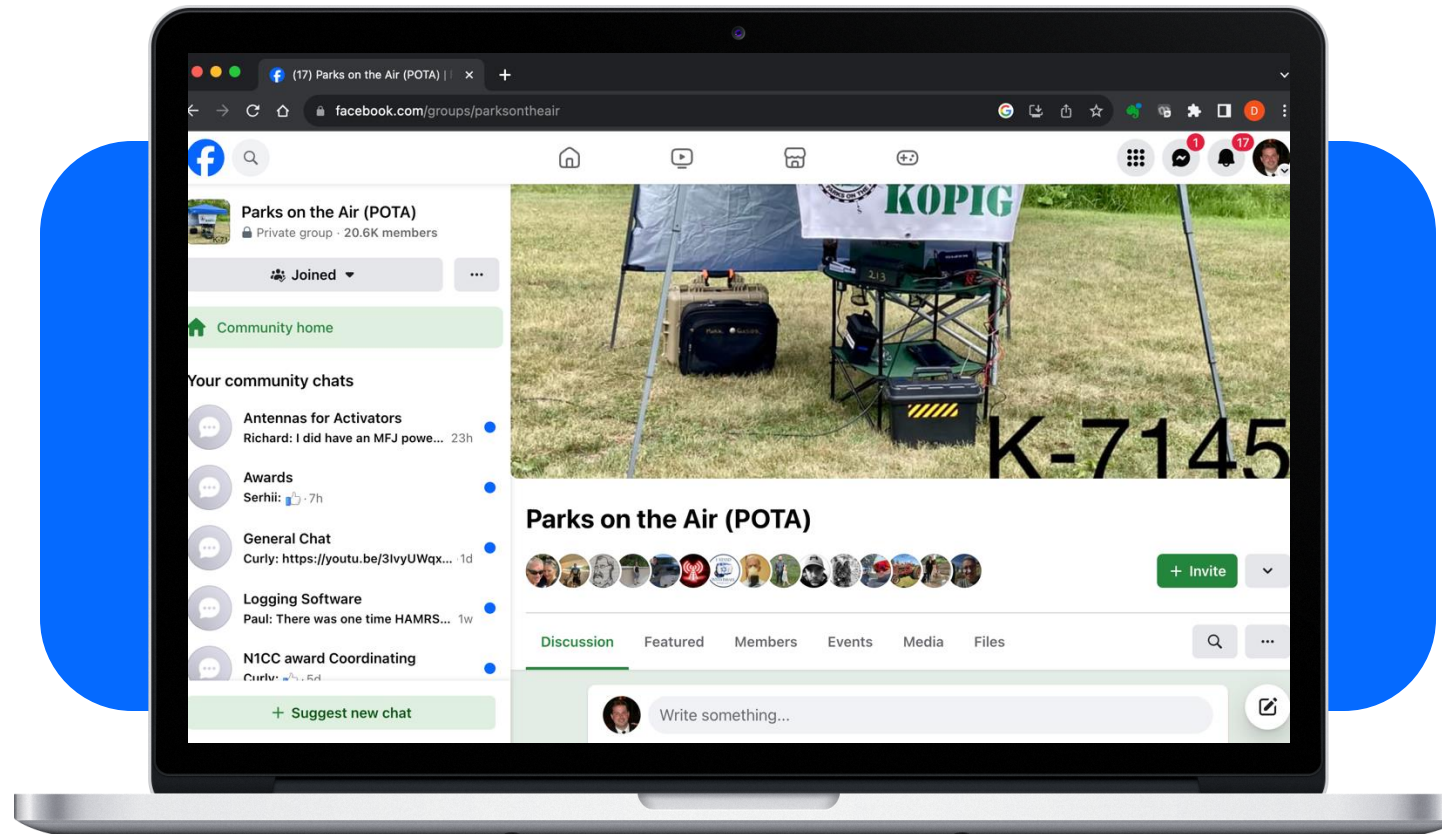 (17) Parks on the Air (POTA) |
facebook.com/groups/parksontheair
D
1
17
Parks on the Air (POTA)
Private group · 20.6K members
Joined
Community home
Your community chats
Antennas for Activators
Richard: I did have an MFJ powe... 23h
Awards
Serhii: 👍 · 7h
General Chat
Curly: https://youtu.be/3IvyUWqx... · 1d
Logging Software
Paul: There was one time HAMRS... 1w
N1CC award Coordinating
Curly: 👍 · 5d
+ Suggest new chat
K0PIG
213
K-7145
Parks on the Air (POTA)
+ Invite
Discussion Featured Members Events Media Files
Write something...